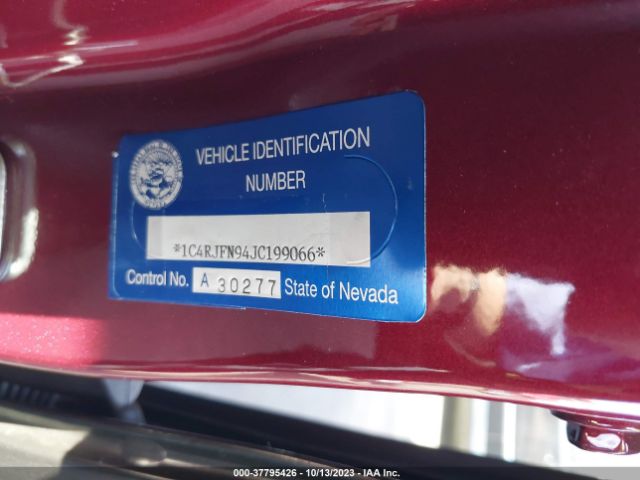 VEHICLE IDENTIFICATION
NUMBER
*1C4RJFN94JC199066*
Control No. A 30277 State of Nevada
000-37795426 - 10/13/2023 - IAA Inc.